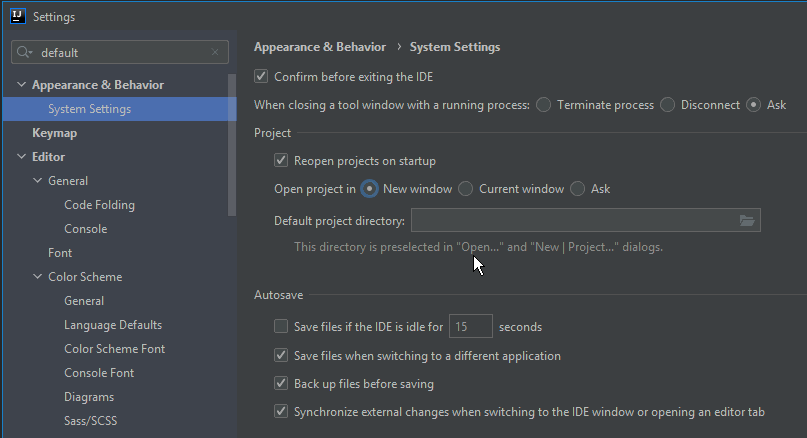 IJ Settings
default
Appearance & Behavior
System Settings
Keymap
Editor
General
Code Folding
Console
Font
Color Scheme
General
Language Defaults
Color Scheme Font
Console Font
Diagrams
Sass/SCSS
Appearance & Behavior › System Settings
Confirm before exiting the IDE
When closing a tool window with a running process: Terminate process Disconnect Ask
Project
Reopen projects on startup
Open project in New window Current window Ask
Default project directory:
This directory is preselected in "Open..." and "New | Project..." dialogs.
Autosave
Save files if the IDE is idle for 15 seconds
Save files when switching to a different application
Back up files before saving
Synchronize external changes when switching to the IDE window or opening an editor tab